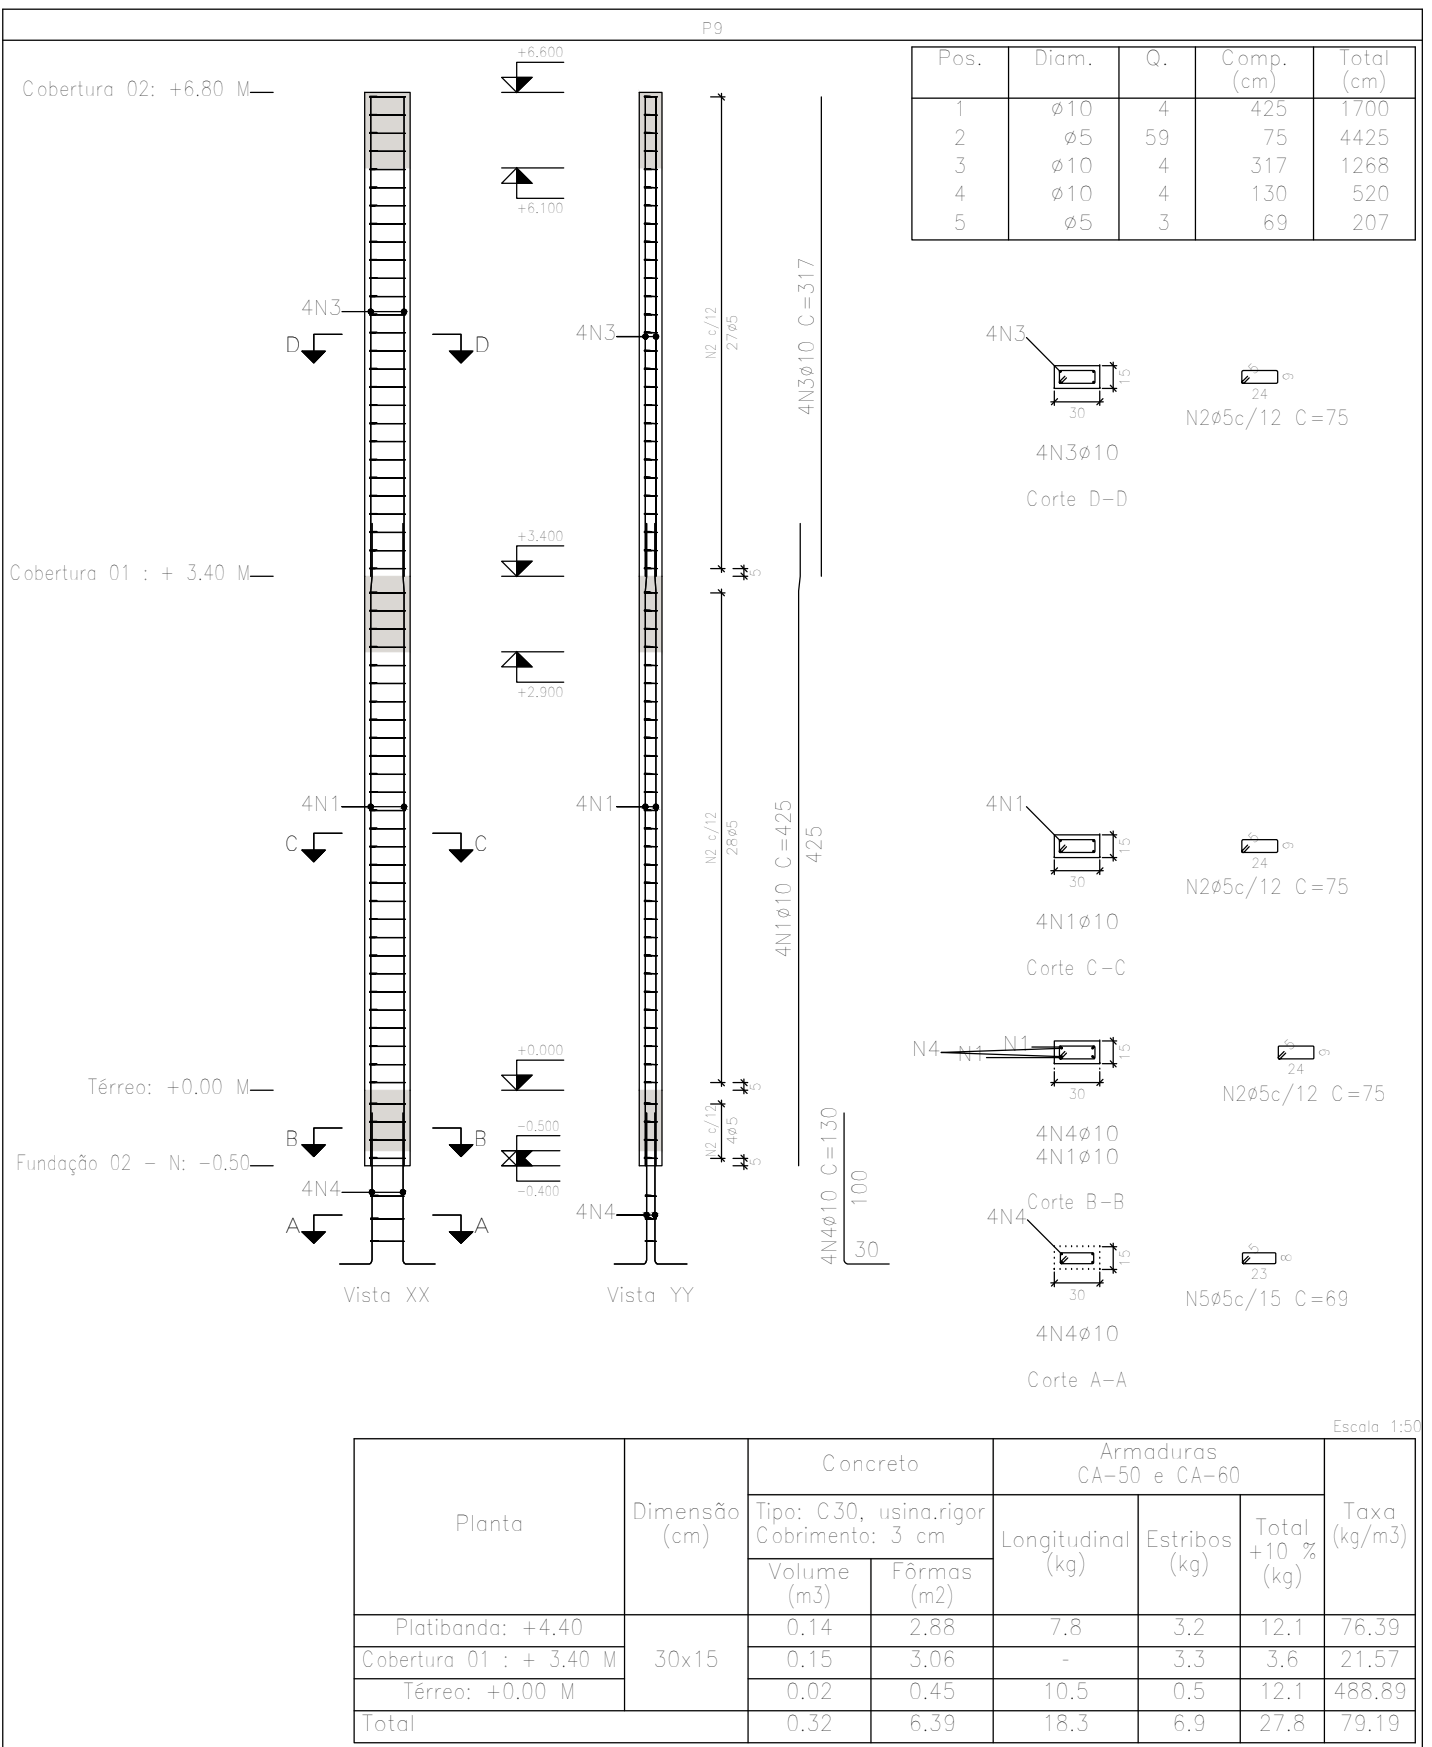 P9
Pos. Diam. Q. Comp. (cm) Total (cm)
1 ø10 4 425 1700
2 ø5 59 75 4425
3 ø10 4 317 1268
4 ø10 4 130 520
5 ø5 3 69 207
+6.600
Cobertura 02: +6.80 M
+6.100
4N3
D D
4N3
N2 c/12
27ø5
4N3ø10 C=317
4N3
15
30
4N3ø10
Corte D-D
5
9
24
N2ø5c/12 C=75
+3.400
Cobertura 01 : + 3.40 M
5
+2.900
4N1
C C
4N1
N2 c/12
28ø5
4N1ø10 C=425
425
4N1
15
30
4N1ø10
Corte C-C
5
9
24
N2ø5c/12 C=75
+0.000
Térreo: +0.00 M
5
B B
-0.500
N2 c/12
4ø5
Fundação 02 - N: -0.50
-0.400
5
N4 N1 N1
15
30
4N4ø10
4N1ø10
Corte B-B
5
9
24
N2ø5c/12 C=75
4N4
A A
4N4
4N4ø10 C=130
100
30
Vista XX
Vista YY
4N4
15
30
4N4ø10
Corte A-A
5
8
23
N5ø5c/15 C=69
Escala 1:50
Planta
Dimensão
(cm)
Concreto
Tipo: C30, usina.rigor
Cobrimento: 3 cm
Volume
(m3)
Fôrmas
(m2)
Armaduras
CA-50 e CA-60
Longitudinal
(kg)
Estribos
(kg)
Total
+10 %
(kg)
Taxa
(kg/m3)
Platibanda: +4.40 0.14 2.88 7.8 3.2 12.1 76.39
Cobertura 01 : + 3.40 M 30x15 0.15 3.06 - 3.3 3.6 21.57
Térreo: +0.00 M 0.02 0.45 10.5 0.5 12.1 488.89
Total 0.32 6.39 18.3 6.9 27.8 79.19